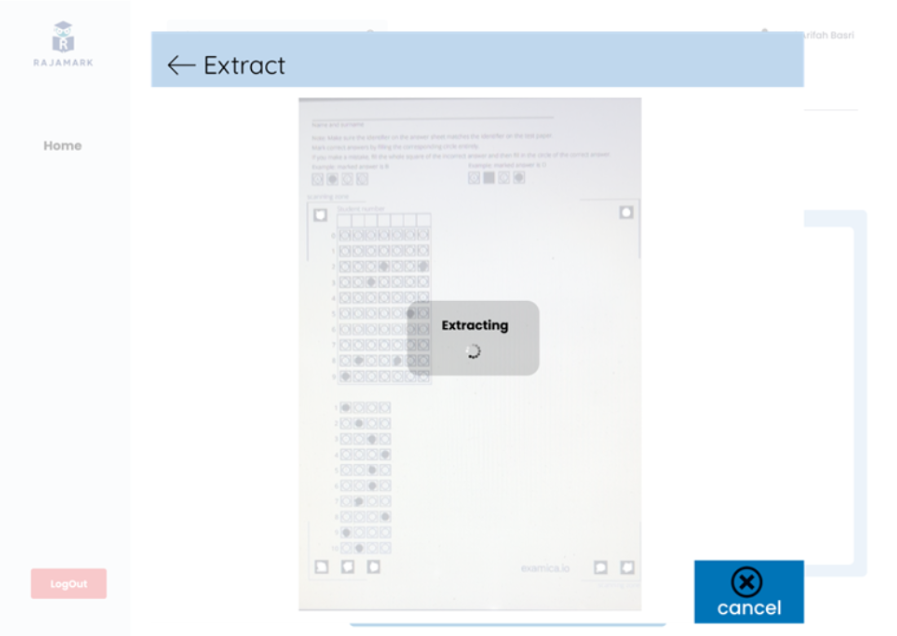 RAJAMARK
Arifah Basri
← Extract
Home
Name and surname
Note: Make sure the identifier on the answer sheet matches the identifier on the test paper.
Mark correct answers by filling the corresponding circle
If you make a mistake, fill the whole square of the incorrect answer and then fill in the circle of the correct answer.
Example: marked answer is B
Example: marked answer is
Scanning zone
Student number
0
1
2
3
4
5
6
7
8
9
Extracting
1
2
3
4
5
6
7
8
9
10
examica.io
LogOut
cancel